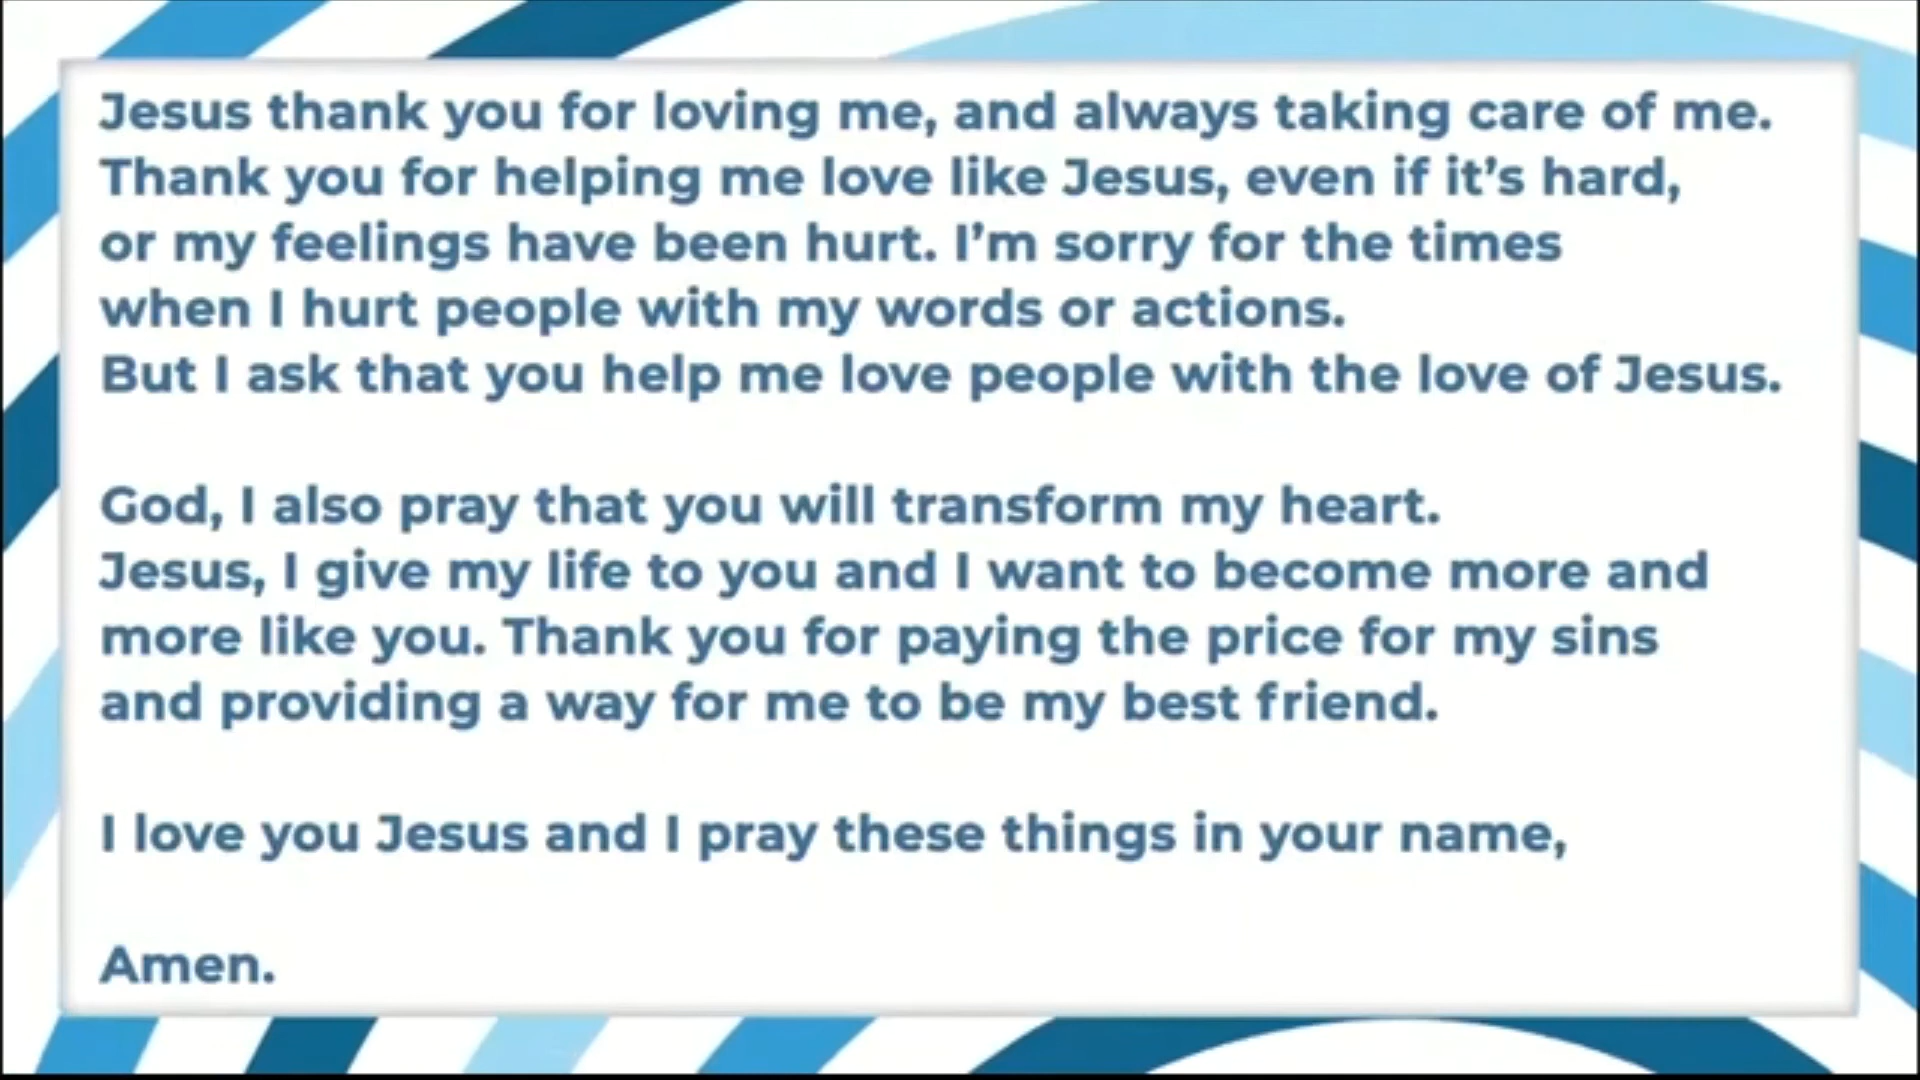 Jesus thank you for loving me, and always taking care of me.
Thank you for helping me love like Jesus, even if it’s hard,
or my feelings have been hurt. I’m sorry for the times
when I hurt people with my words or actions.
But I ask that you help me love people with the love of Jesus.
God, I also pray that you will transform my heart.
Jesus, I give my life to you and I want to become more and
more like you. Thank you for paying the price for my sins
and providing a way for me to be my best friend.
I love you Jesus and I pray these things in your name,
Amen.